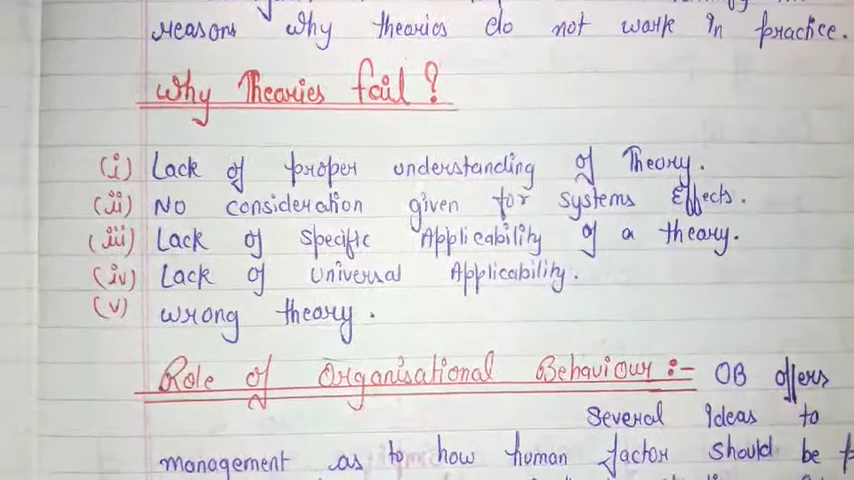 reasons why theories do not work in practice.
Why Theories fail ?
(i) Lack of proper understanding of Theory.
(ii) No consideration given for systems Effects.
(iii) Lack of specific Applicability of a theory.
(iv) Lack of Universal Applicability.
(v) wrong theory.
Role of Organisational Behaviour :- OB offers
several Ideas to
management as to how human factor should be